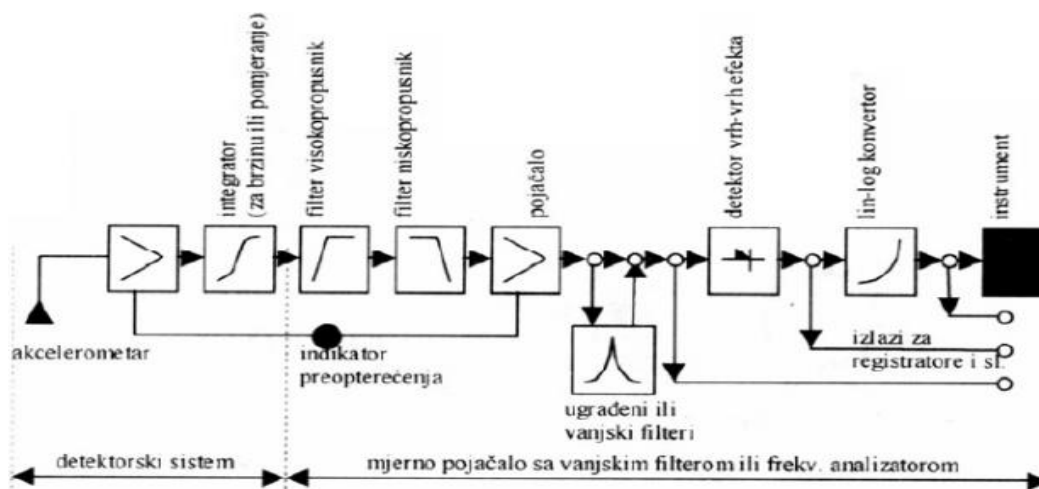 integrator
(za brzinu ili pomjeranje)
filter visokopropusnik
filter niskopropusnik
pojačalo
detektor vrh-vrh efekta
lin-log konvertor
instrument
akcelerometar
indikator
preopterećenja
ugrađeni ili
vanjski filteri
izlazi za
registratore i sl.
detektorski sistem
mjerno pojačalo sa vanjskim filterom ili frekv. analizatorom